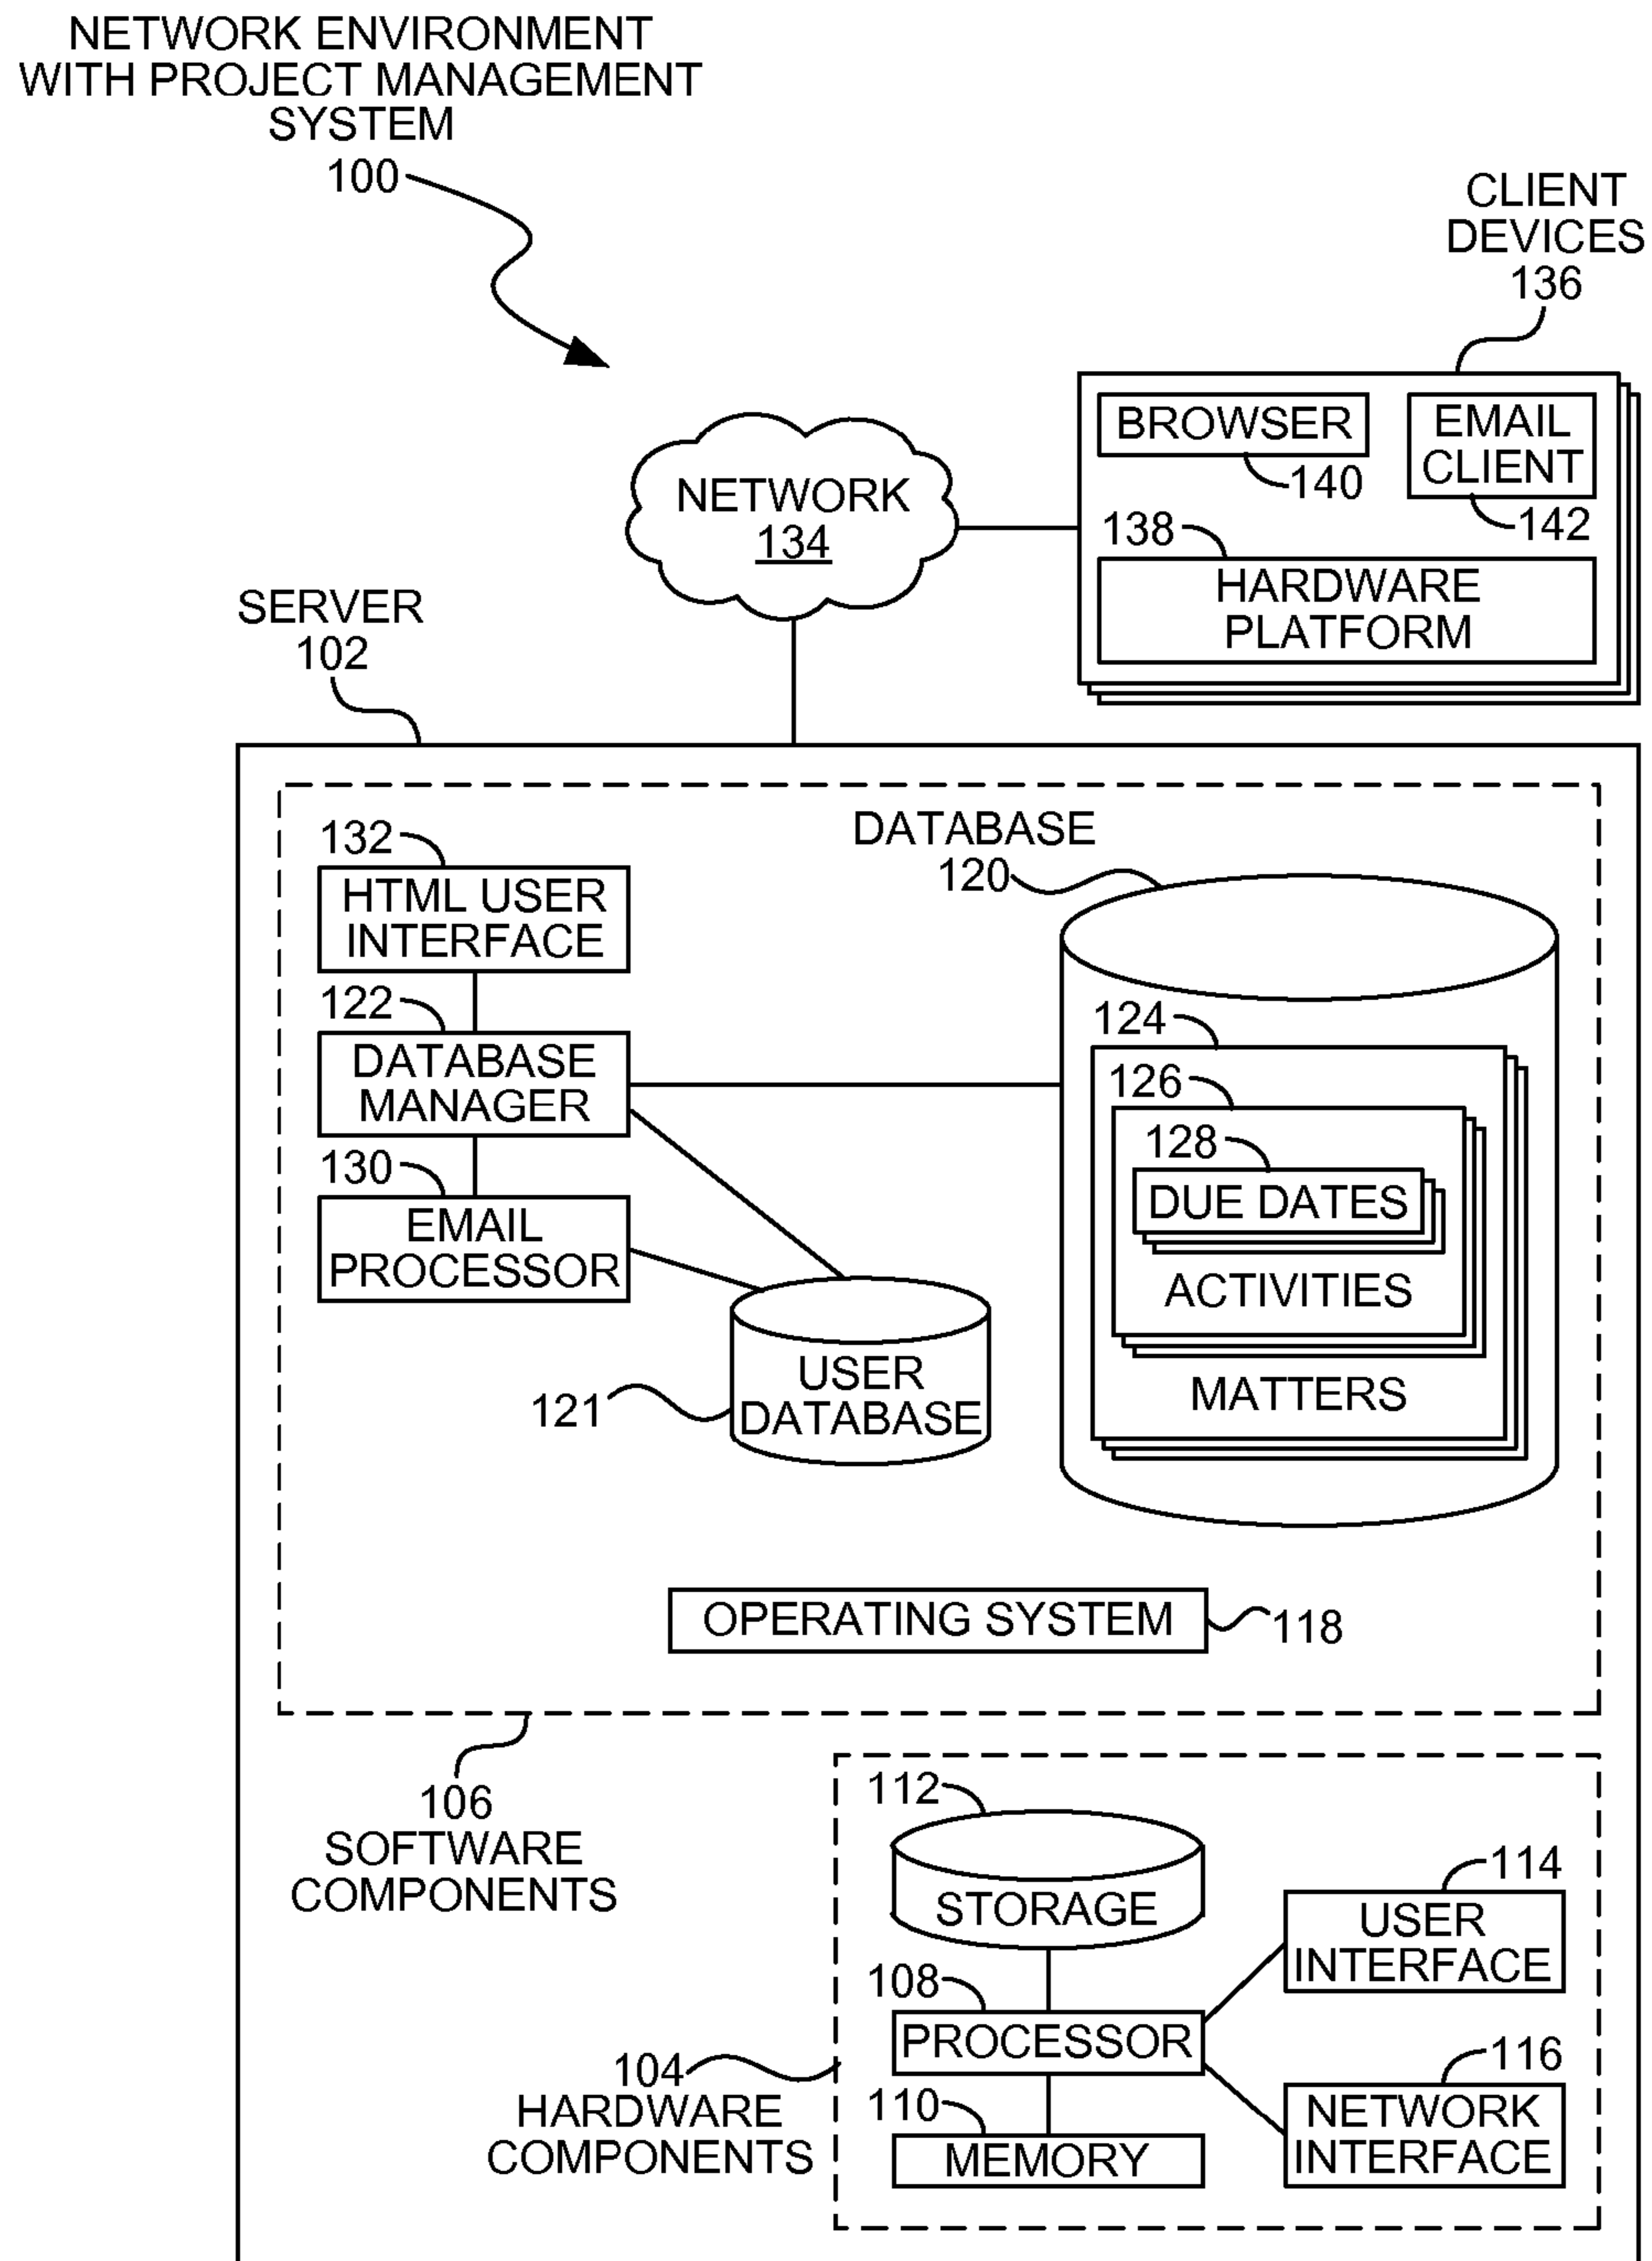 NETWORK ENVIRONMENT
WITH PROJECT MANAGEMENT
SYSTEM
100
CLIENT
DEVICES
136
BROWSER
140
EMAIL
CLIENT
142
138
HARDWARE
PLATFORM
NETWORK
134
SERVER
102
132
HTML USER
INTERFACE
122
DATABASE
MANAGER
130
EMAIL
PROCESSOR
DATABASE
120
124
126
128
DUE DATES
ACTIVITIES
MATTERS
121
USER
DATABASE
OPERATING SYSTEM
118
106
SOFTWARE
COMPONENTS
112
STORAGE
114
USER
INTERFACE
108
PROCESSOR
104
HARDWARE
COMPONENTS
110
MEMORY
116
NETWORK
INTERFACE